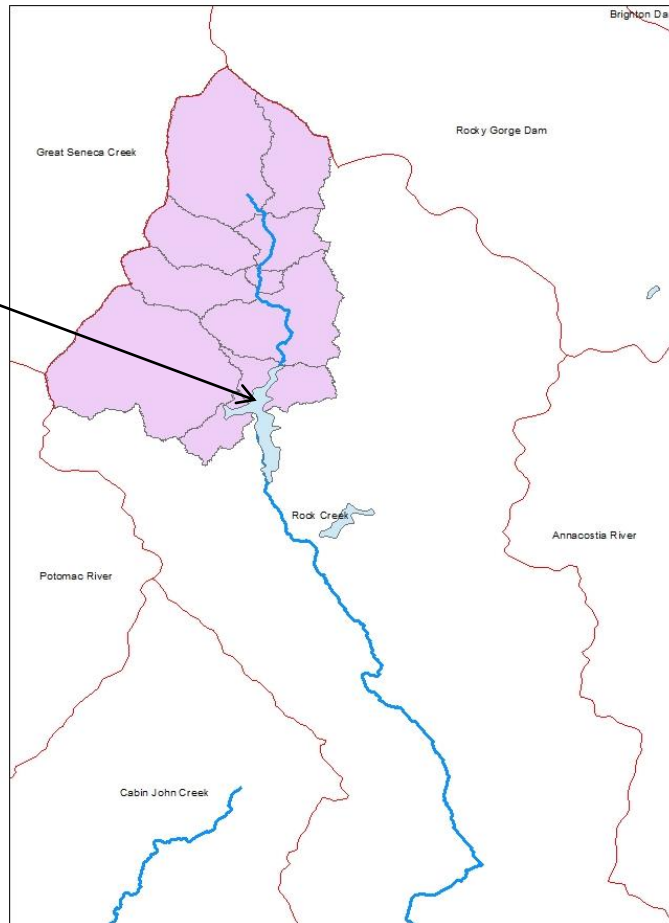 Brighton Da
Rocky Gorge Dam
Great Seneca Creek
Rock Creek
Annacostia River
Potomac River
Cabin John Creek